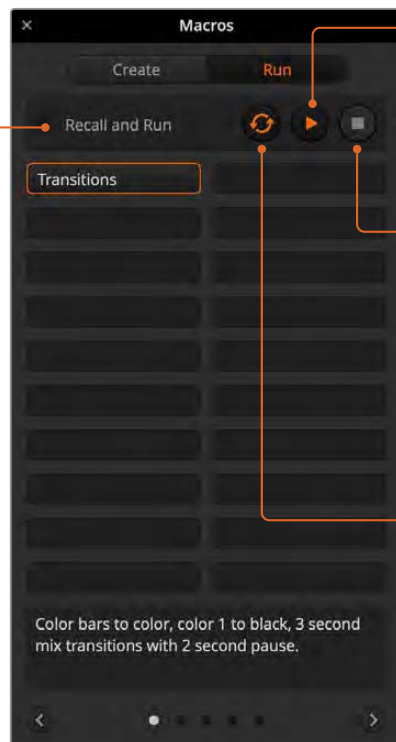 Macros
Create
Run
Recall and Run
Transitions
Color bars to color, color 1 to black, 3 second
mix transitions with 2 second pause.